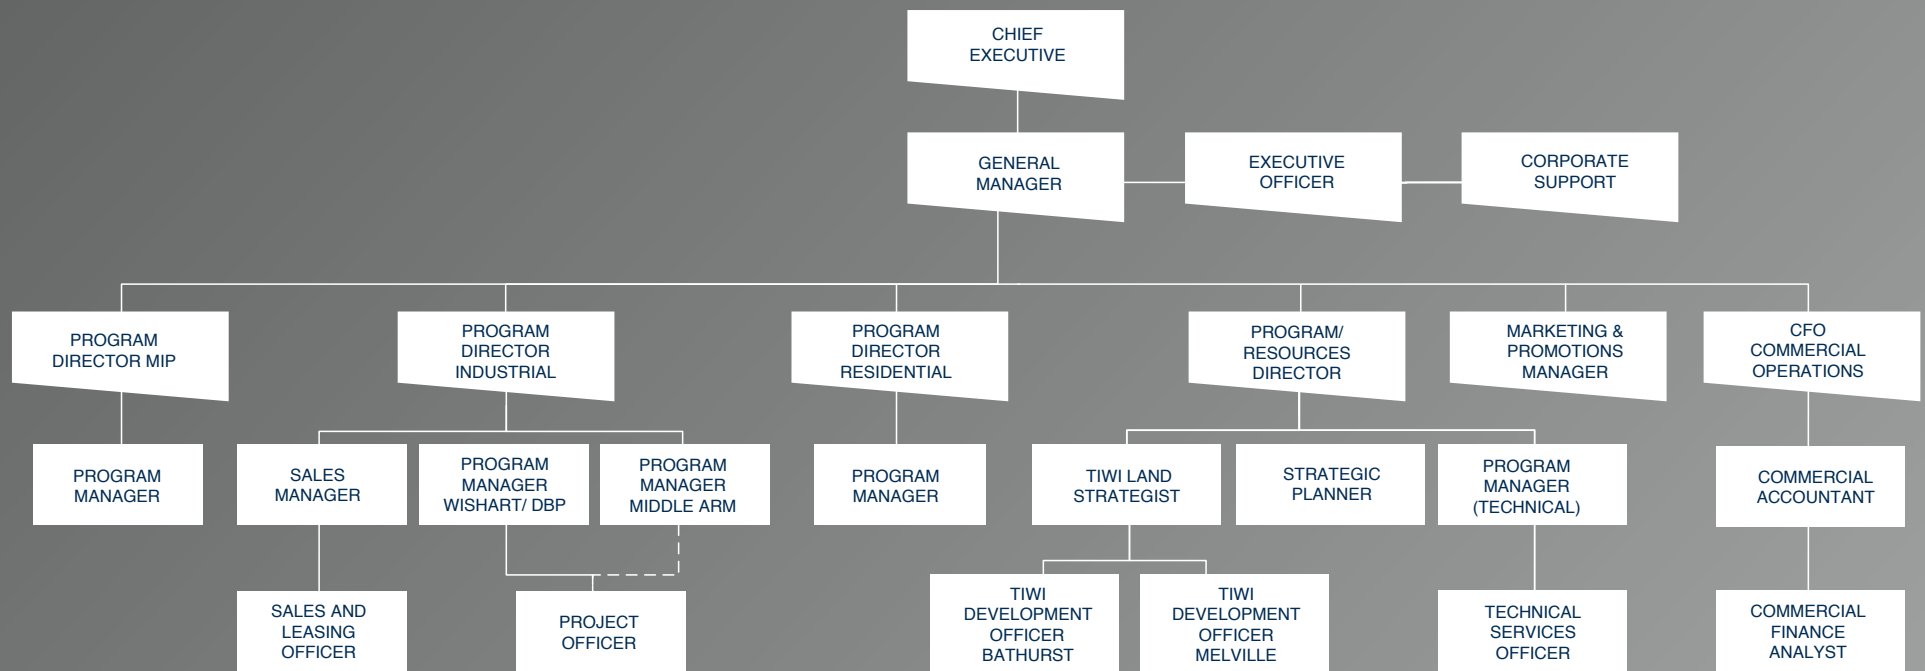 CHIEF
EXECUTIVE
GENERAL
MANAGER
EXECUTIVE
OFFICER
CORPORATE
SUPPORT
PROGRAM
DIRECTOR MIP
PROGRAM
DIRECTOR
INDUSTRIAL
PROGRAM
DIRECTOR
RESIDENTIAL
PROGRAM/
RESOURCES
DIRECTOR
MARKETING &
PROMOTIONS
MANAGER
CFO
COMMERCIAL
OPERATIONS
PROGRAM
MANAGER
SALES
MANAGER
PROGRAM
MANAGER
WISHART/ DBP
PROGRAM
MANAGER
MIDDLE ARM
PROGRAM
MANAGER
TIWI LAND
STRATEGIST
STRATEGIC
PLANNER
PROGRAM
MANAGER
(TECHNICAL)
COMMERCIAL
ACCOUNTANT
SALES AND
LEASING
OFFICER
PROJECT
OFFICER
TIWI
DEVELOPMENT
OFFICER
BATHURST
TIWI
DEVELOPMENT
OFFICER
MELVILLE
TECHNICAL
SERVICES
OFFICER
COMMERCIAL
FINANCE
ANALYST